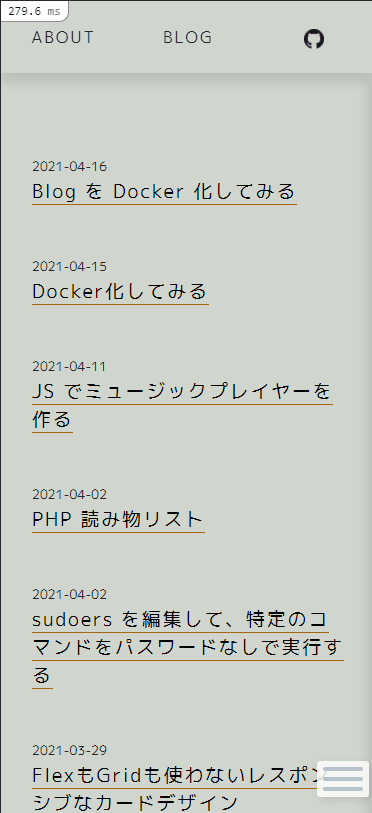 279.6 ms
ABOUT BLOG
2021-04-16
Blog を Docker 化してみる
2021-04-15
Docker化してみる
2021-04-11
JS でミュージックプレイヤーを
作る
2021-04-02
PHP 読み物リスト
2021-04-02
sudoers を編集して、特定のコ
マンドをパスワードなしで実行す
る
2021-03-29
FlexもGridも使わないレスポン
シブなカードデザイン